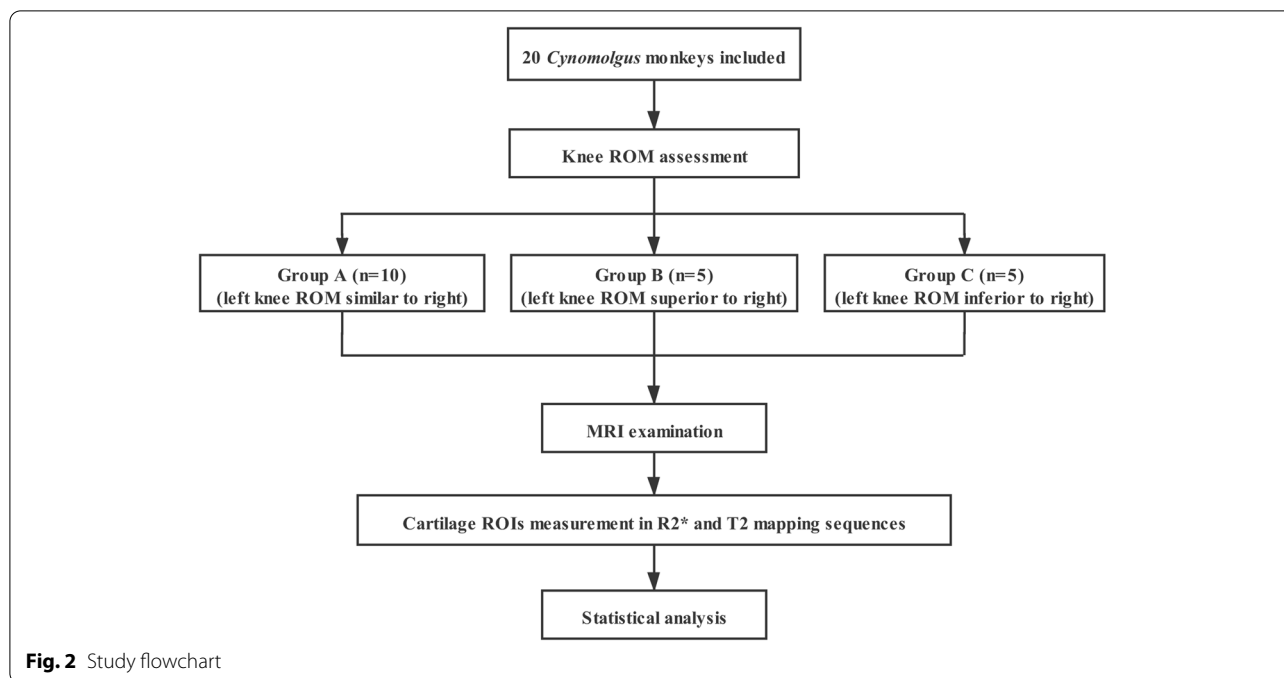 20 Cynomolgus monkeys included
Knee ROM assessment
Group A (n=10)
(left knee ROM similar to right)
Group B (n=5)
(left knee ROM superior to right)
Group C (n=5)
(left knee ROM inferior to right)
MRI examination
Cartilage ROIs measurement in R2* and T2 mapping sequences
Statistical analysis
Fig. 2 Study flowchart